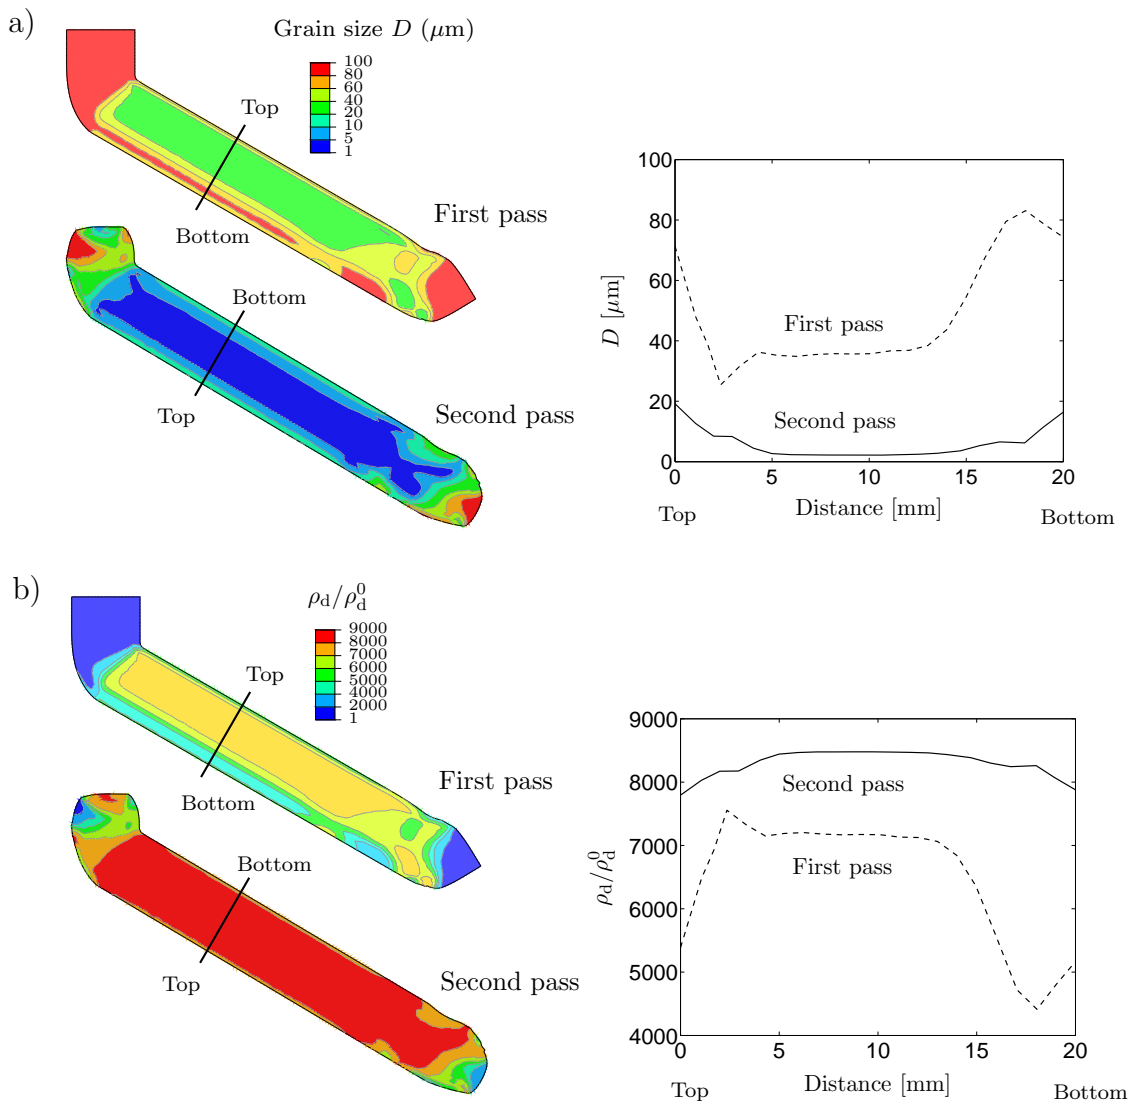 a)
Grain size D (μm)
100
80
60
40
20
10
5
1
Top
Bottom
First pass
Bottom
Top
Second pass
100
80
60
40
20
0
D [μm]
First pass
Second pass
0 5 10 15 20
Distance [mm]
Top
Bottom
b)
ρd/ρd0
9000
8000
7000
6000
5000
4000
2000
1
Top
Bottom
First pass
Bottom
Top
Second pass
9000
8000
7000
6000
5000
4000
ρd/ρd0
Second pass
First pass
0 5 10 15 20
Distance [mm]
Top
Bottom